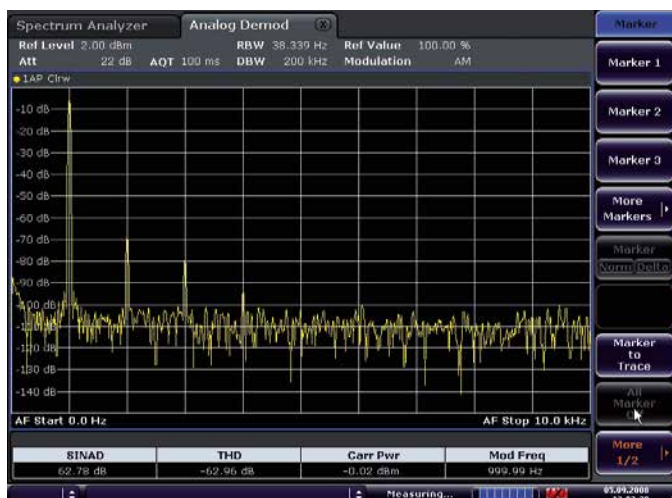 Spectrum Analyzer
Analog Demod
Ref Level 2.00 dBm RBW 38.339 Hz Ref Value 100.00 %
Att 22 dB AQT 100 ms DBW 200 kHz Modulation AM
1AP Clrw
-10 dB
-20 dB
-30 dB
-40 dB
-50 dB
-60 dB
-70 dB
-80 dB
-90 dB
-100 dB
-120 dB
-130 dB
-140 dB
AF Start 0.0 Hz AF Stop 10.0 kHz
SINAD THD Carr Pwr Mod Freq
62.78 dB -62.96 dB -0.02 dBm 999.99 Hz
Measuring...
03.09.2008
Marker
Marker 1
Marker 2
Marker 3
More
Markers
Marker
Norm Delta
Marker
to
Trace
All
Marker
More
1/2